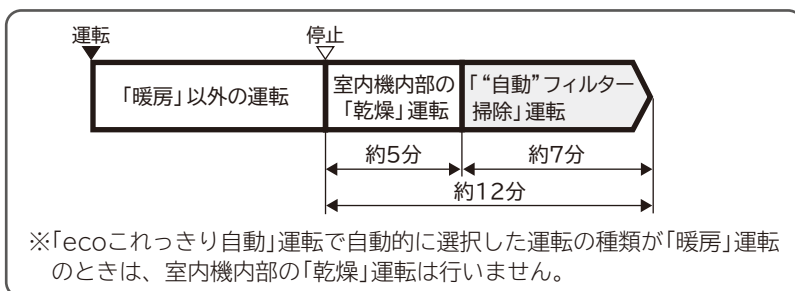 運転
停止
「暖房」以外の運転
室内機内部の
「乾燥」運転
「“自動”フィルター
掃除」運転
約5分
約7分
約12分
※「ecoこれっきり自動」運転で自動的に選択した運転の種類が「暖房」運転
のときは、室内機内部の「乾燥」運転は行いません。